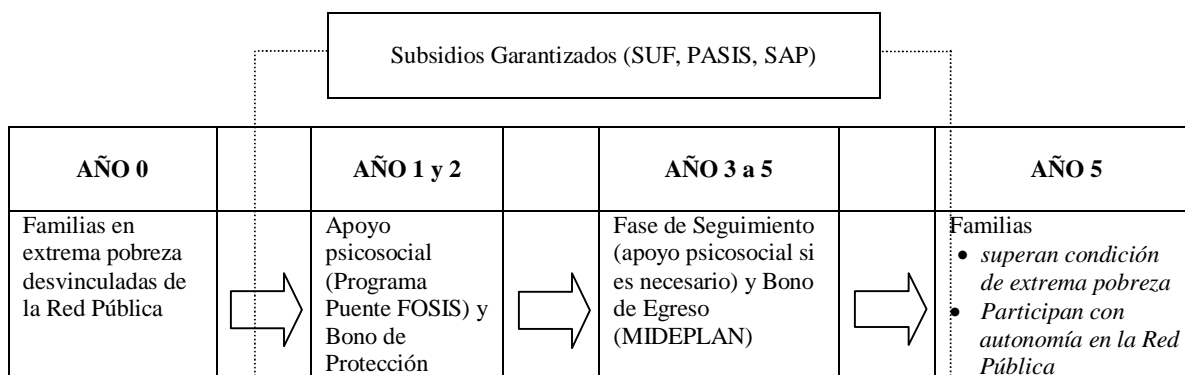 Subsidios Garantizados (SUF, PASIS, SAP)
AÑO 0
AÑO 1 y 2
AÑO 3 a 5
AÑO 5
Familias en
extrema pobreza
desvinculadas de
la Red Pública
Apoyo
psicosocial
(Programa
Puente FOSIS) y
Bono de
Protección
Fase de Seguimiento
(apoyo psicosocial si
es necesario) y Bono
de Egreso
(MIDEPLAN)
Familias
• superan condición
de extrema pobreza
• Participan con
autonomía en la Red
Pública